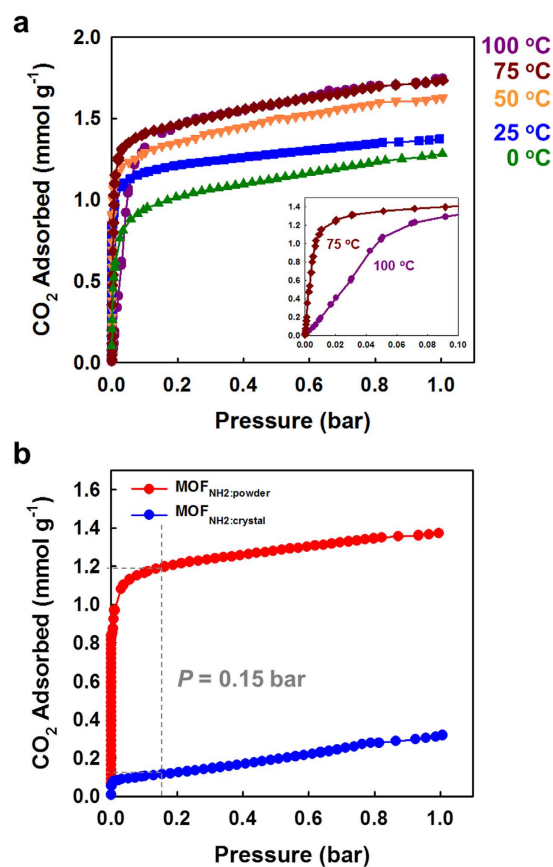 a
100 °C
75 °C
50 °C
25 °C
0 °C
CO2 Adsorbed (mmol g-1)
2.0
1.5
1.0
0.5
0.0
1.4
1.2
1.0
0.8
0.6
0.4
0.2
0.0
75 °C
100 °C
0.00 0.02 0.04 0.06 0.08 0.10
0.0 0.2 0.4 0.6 0.8 1.0
Pressure (bar)
b
CO2 Adsorbed (mmol g-1)
1.6
1.4
1.2
1.0
0.8
0.6
0.4
0.2
0.0
MOFNH2:powder
MOFNH2:crystal
P = 0.15 bar
0.0 0.2 0.4 0.6 0.8 1.0
Pressure (bar)